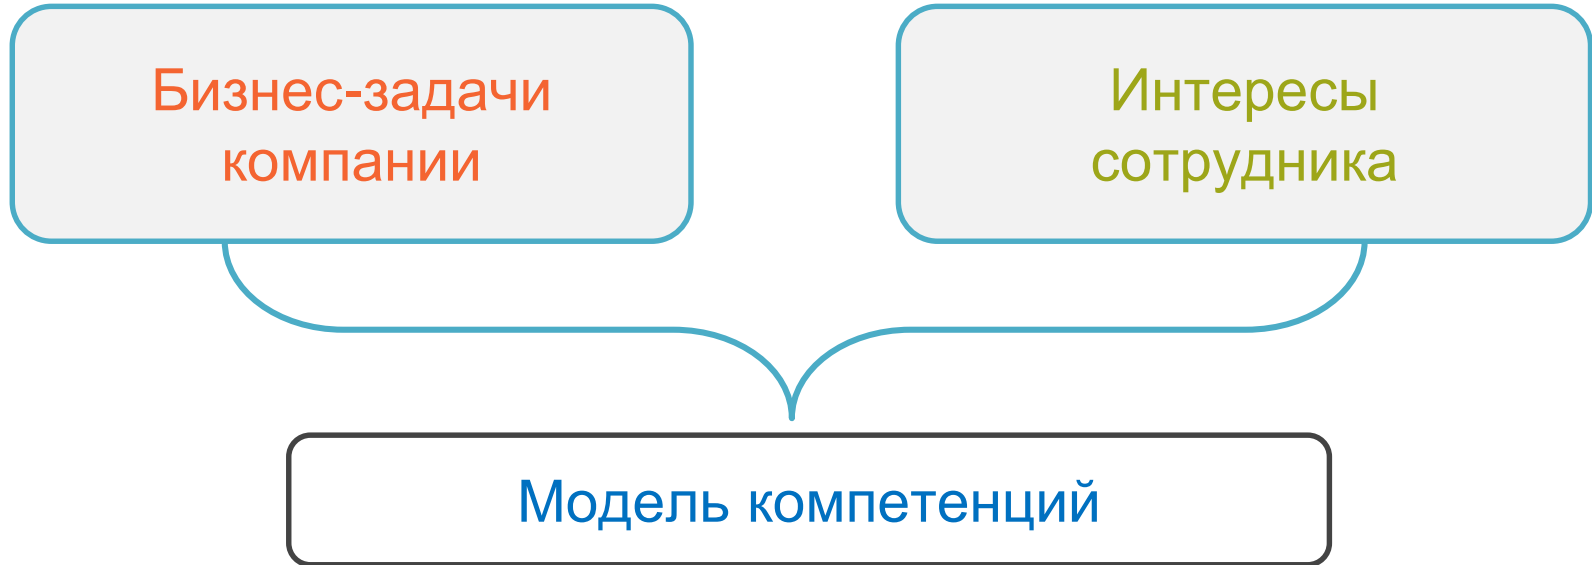 Бизнес-задачи
компании
Интересы
сотрудника
Модель компетенций